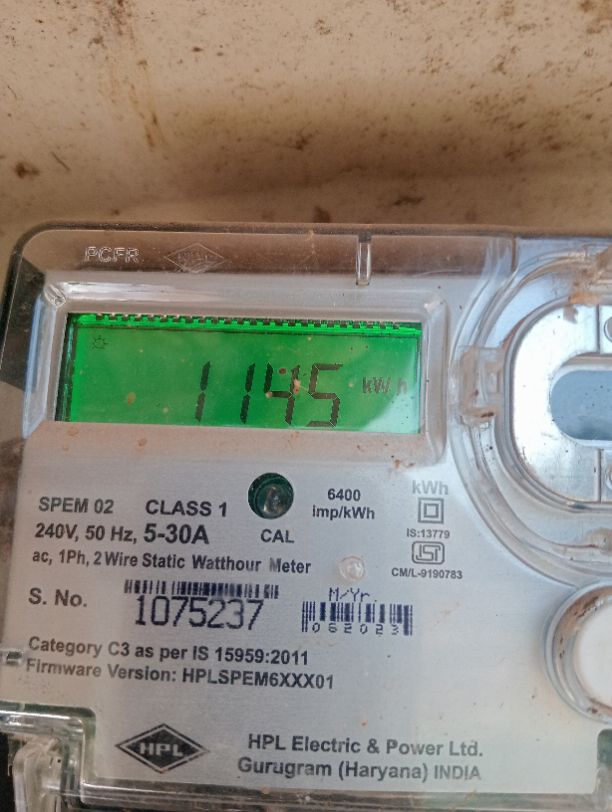 PCFR HPL
1145 kWh
SPEM 02 CLASS 1
6400
imp/kWh
kWh
240V, 50 Hz, 5-30A
CAL
IS:13779
ISI
CM/L-9190783
ac, 1Ph, 2 Wire Static Watthour Meter
S. No. 1075237
M/Yr.
062023
Category C3 as per IS 15959:2011
Firmware Version: HPLSPEM6XXX01
HPL
HPL Electric & Power Ltd.
Gurugram (Haryana) INDIA